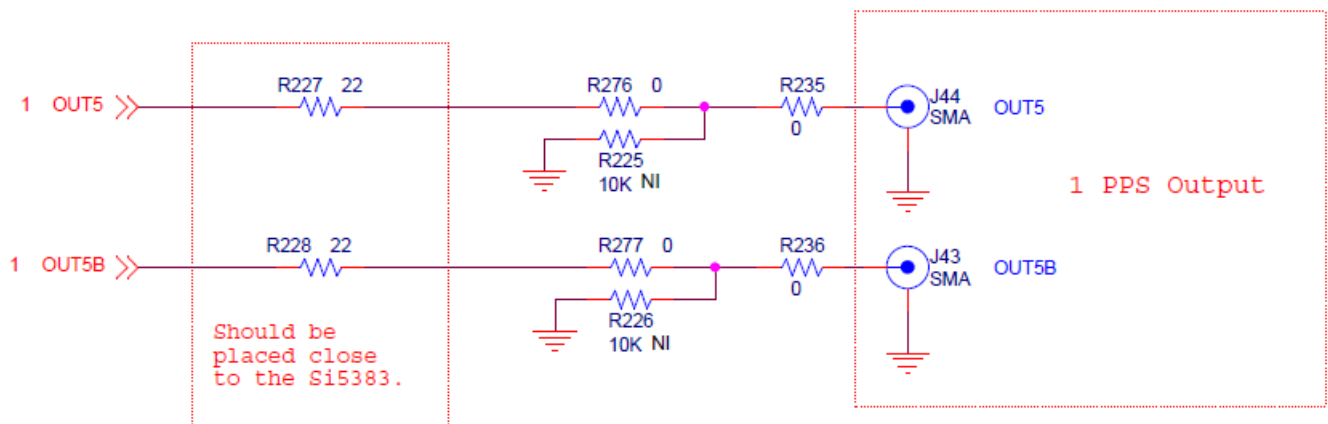 R227 22
R276 0
R235
1 OUT5
J44
SMA
OUT5
0
R225
10K NI
1 PPS Output
R228 22
R277 0
R236
1 OUT5B
J43
SMA
OUT5B
0
R226
10K NI
Should be
placed close
to the Si5383.